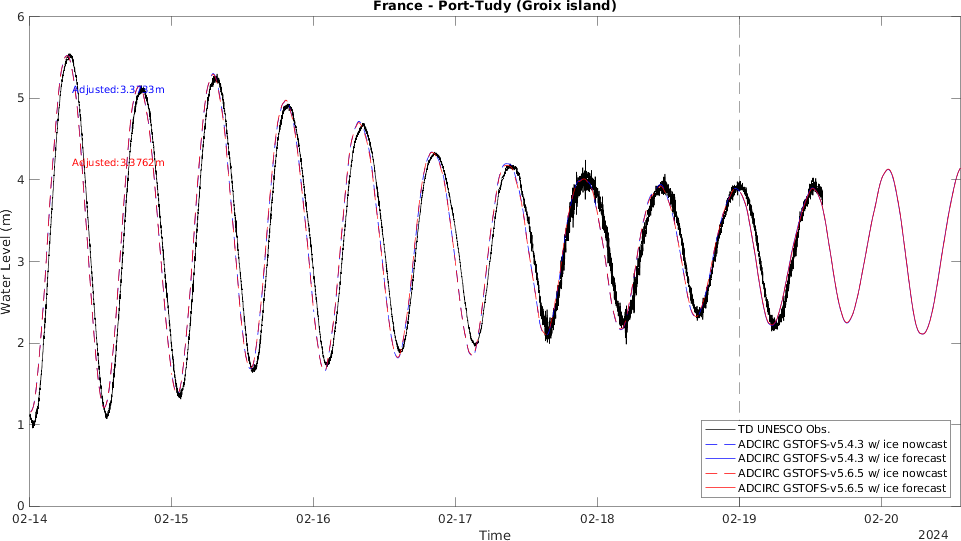 France - Port-Tudy (Groix island)
6
5
4
3
2
1
0
Water Level (m)
Adjusted:3.3762m
02-14
02-15
02-16
02-17
02-18
02-19
02-20
Time
2024
TD UNESCO Obs.
ADCIRC GSTOFS-v5.4.3 w/ ice nowcast
ADCIRC GSTOFS-v5.4.3 w/ ice forecast
ADCIRC GSTOFS-v5.6.5 w/ ice nowcast
ADCIRC GSTOFS-v5.6.5 w/ ice forecast